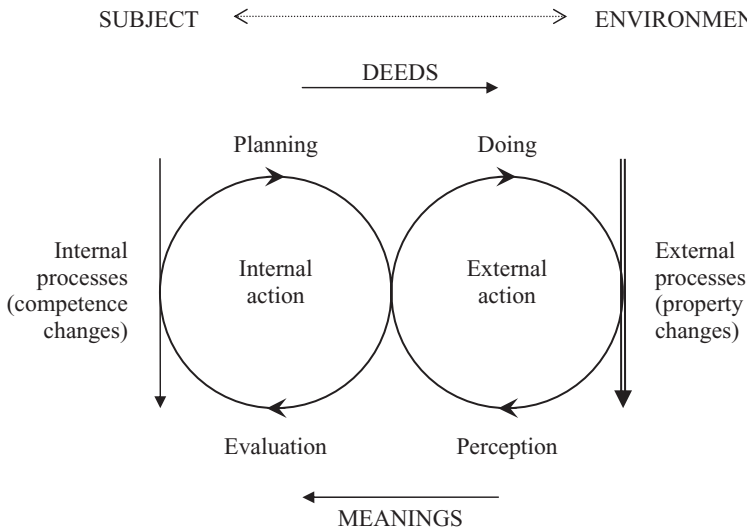 SUBJECT
ENVIRONMEN
DEEDS
Planning
Doing
Internal
processes
(competence
changes)
Internal
action
External
action
External
processes
(property
changes)
Evaluation
Perception
MEANINGS